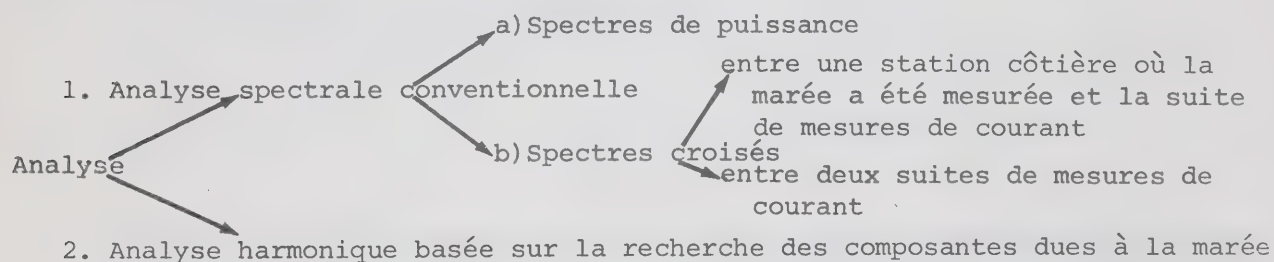 a) Spectres de puissance
1. Analyse spectrale conventionnelle
entre une station côtière où la
marée a été mesurée et la suite
de mesures de courant
Analyse
b) Spectres croisés
entre deux suites de mesures de
courant
2. Analyse harmonique basée sur la recherche des composantes dues à la marée